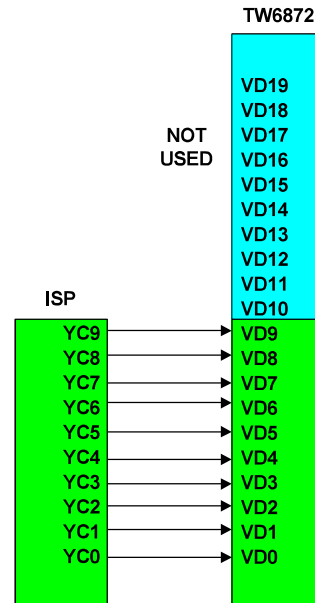 TW6872
VD19
VD18
NOT
USED
VD17
VD16
VD15
VD14
VD13
VD12
VD11
VD10
ISP
YC9
VD9
YC8
VD8
YC7
VD7
YC6
VD6
YC5
VD5
YC4
VD4
YC3
VD3
YC2
VD2
YC1
VD1
YC0
VD0